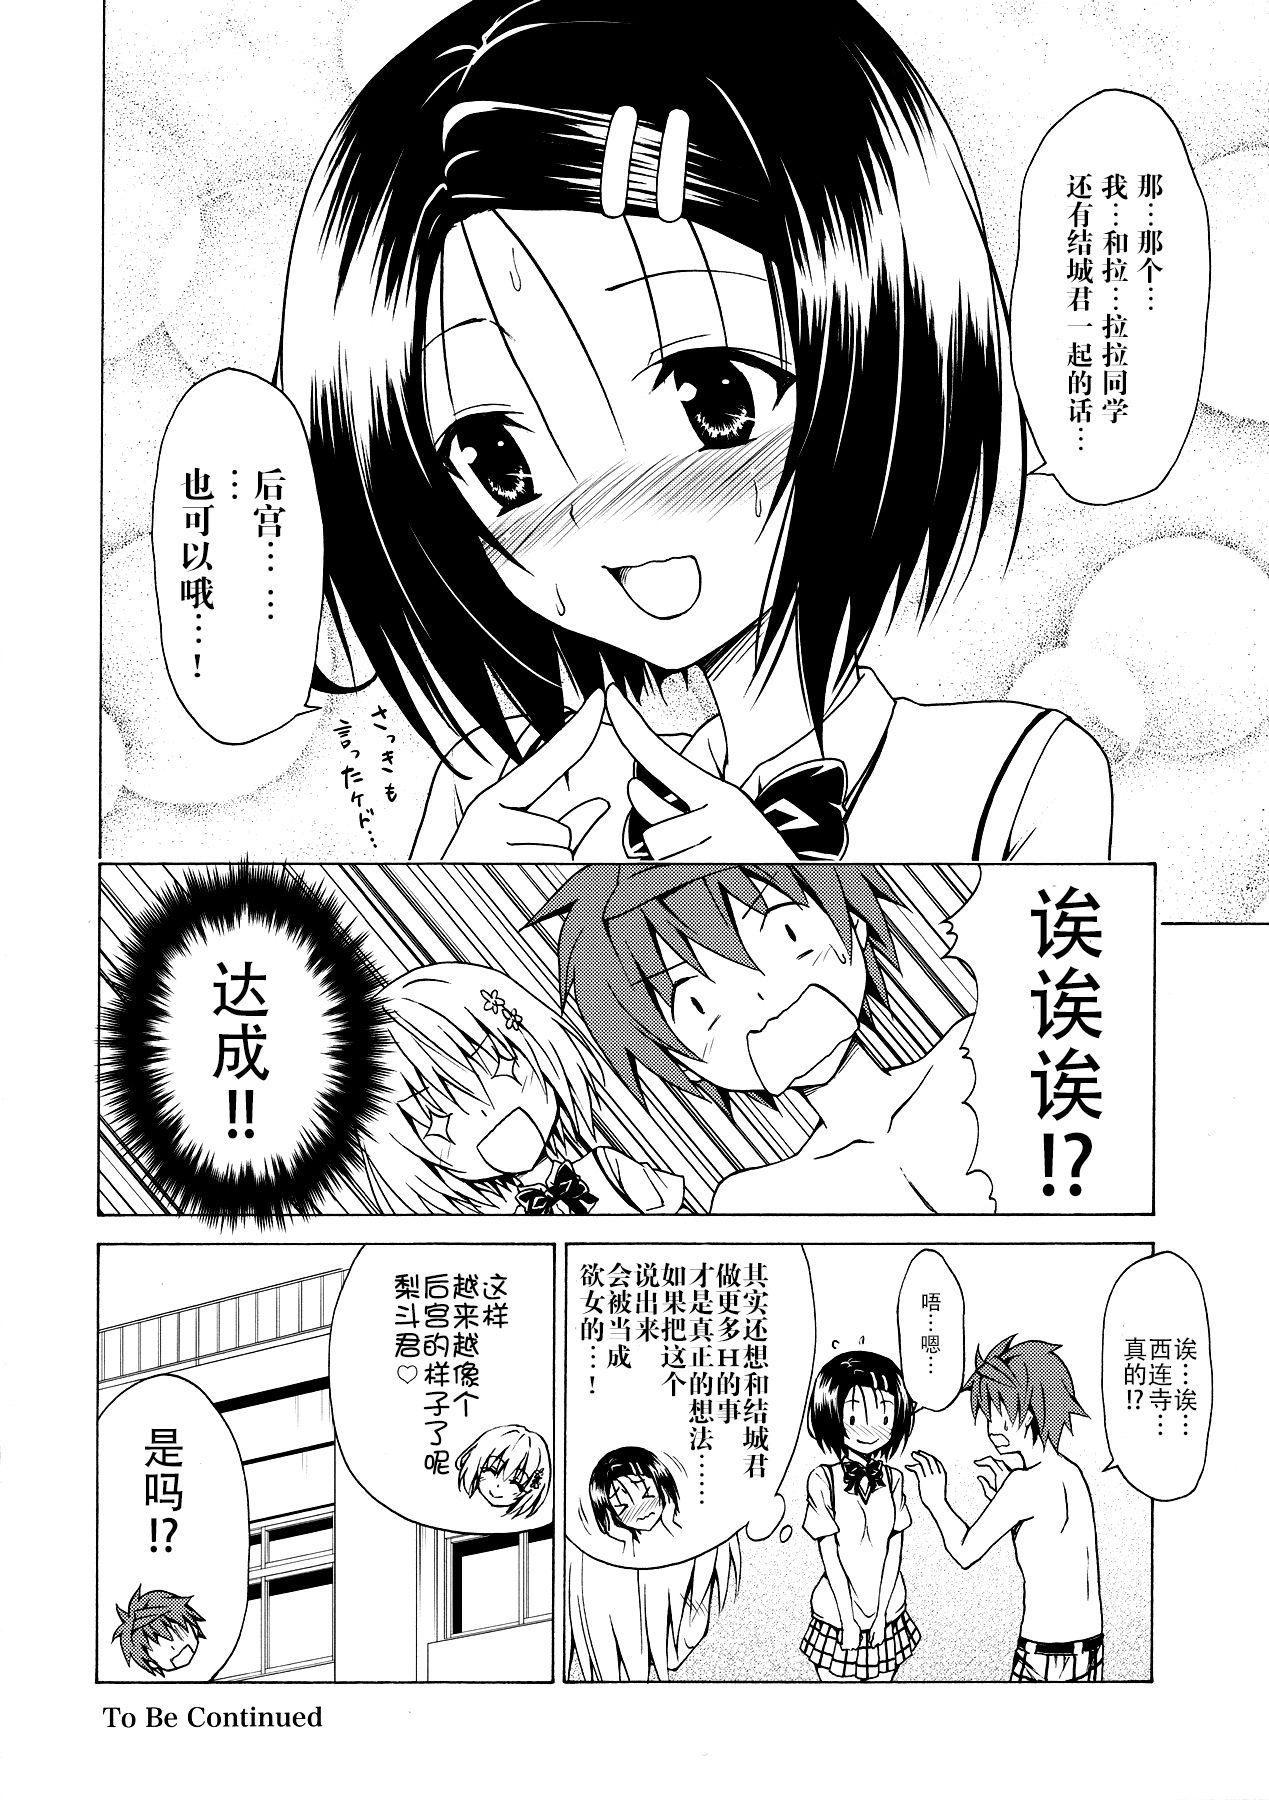 那…那个…
我…和拉…拉拉同学
还有结城君一起的话…
后宫……
…也可以哦…！
さっきも
言ったケド…
诶诶诶!?
达成!!
诶…诶…
西连寺…
真的!?
唔…嗯…
其实还想和结城君
做更多H的事
才是真正的想法……
如果把这个
说出来
会被当成
欲女的…！
这样
越来越像个
后宫的样子了呢
梨斗君♡
是吗!?
To Be Continued